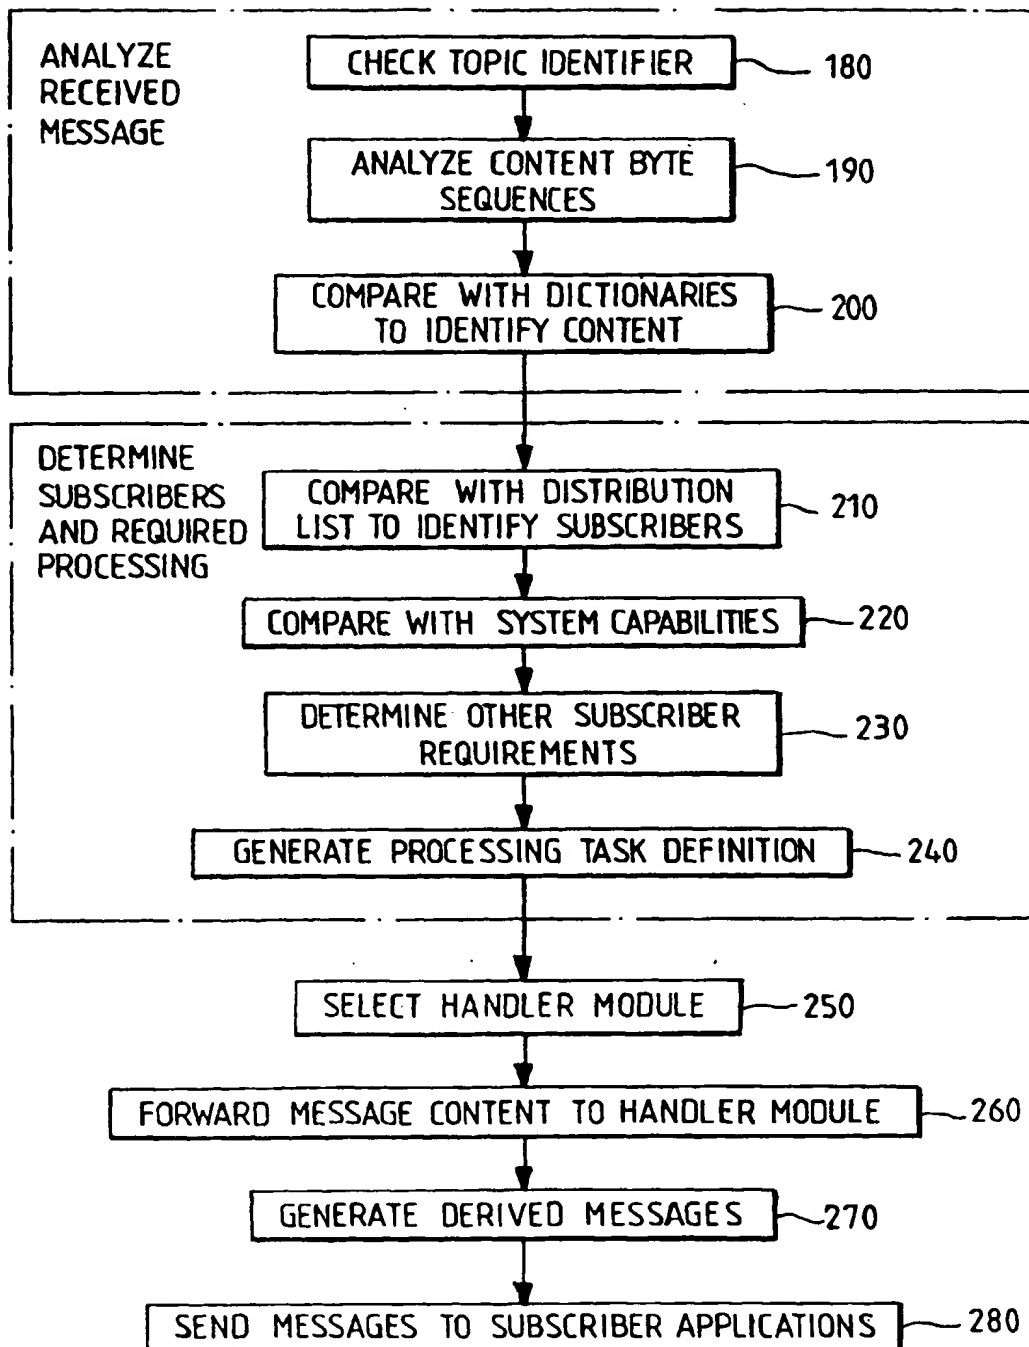 ANALYZE
RECEIVED
MESSAGE
CHECK TOPIC IDENTIFIER
180
ANALYZE CONTENT BYTE
SEQUENCES
190
COMPARE WITH DICTIONARIES
TO IDENTIFY CONTENT
200
DETERMINE
SUBSCRIBERS
AND REQUIRED
PROCESSING
COMPARE WITH DISTRIBUTION
LIST TO IDENTIFY SUBSCRIBERS
210
COMPARE WITH SYSTEM CAPABILITIES
220
DETERMINE OTHER SUBSCRIBER
REQUIREMENTS
230
GENERATE PROCESSING TASK DEFINITION
240
SELECT HANDLER MODULE
250
FORWARD MESSAGE CONTENT TO HANDLER MODULE
260
GENERATE DERIVED MESSAGES
270
SEND MESSAGES TO SUBSCRIBER APPLICATIONS
280